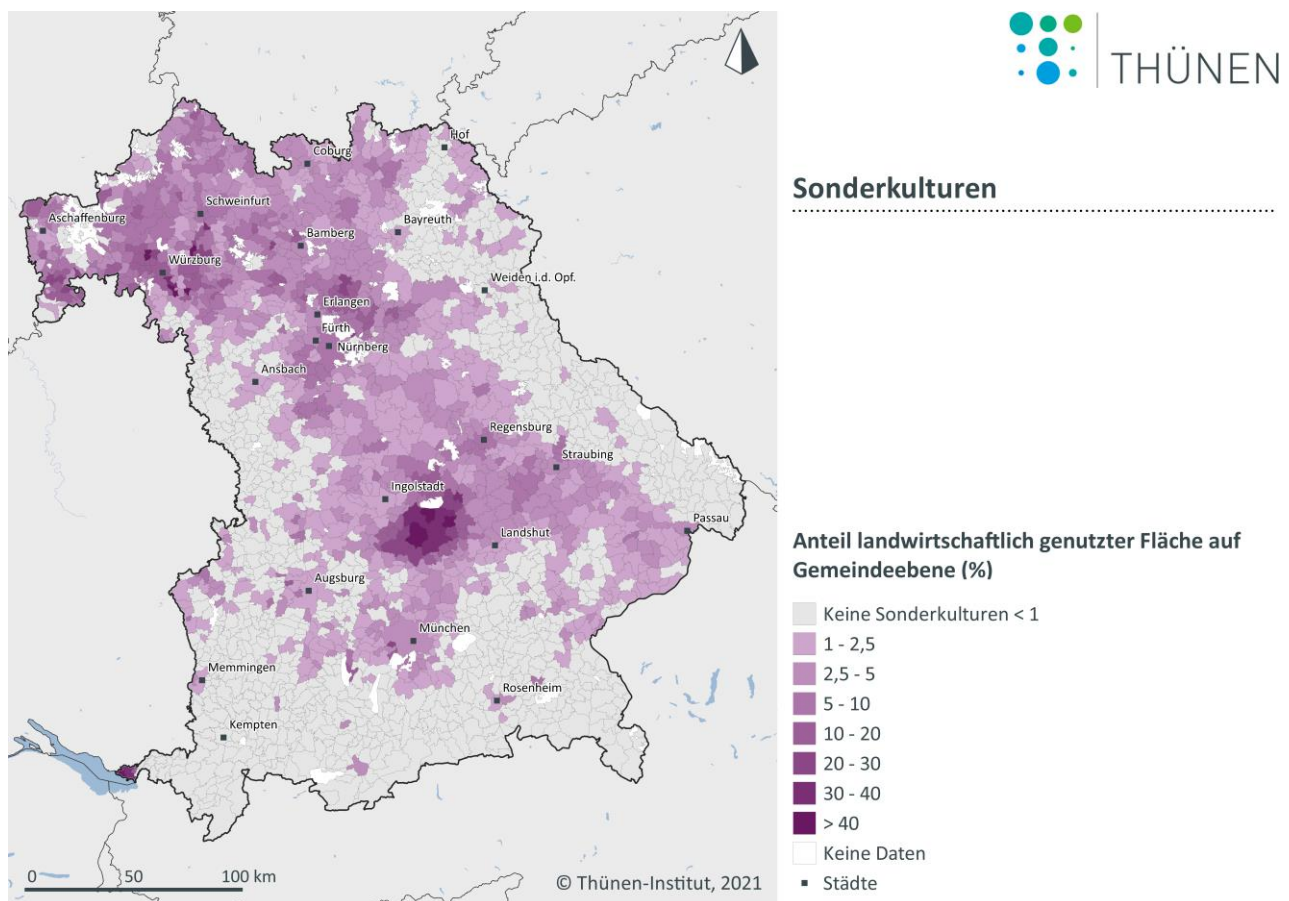 THÜNEN
Sonderkulturen
Hof
Coburg
Schweinfurt
Aschaffenburg
Bayreuth
Bamberg
Würzburg
Weiden i.d. Opf.
Erlangen
Fürth
Nürnberg
Ansbach
Regensburg
Straubing
Ingolstadt
Passau
Landshut
Augsburg
München
Memmingen
Rosenheim
Kempten
0 50 100 km
© Thünen-Institut, 2021
Anteil landwirtschaftlich genutzter Fläche auf
Gemeindeebene (%)
Keine Sonderkulturen < 1
1 - 2,5
2,5 - 5
5 - 10
10 - 20
20 - 30
30 - 40
> 40
Keine Daten
Städte